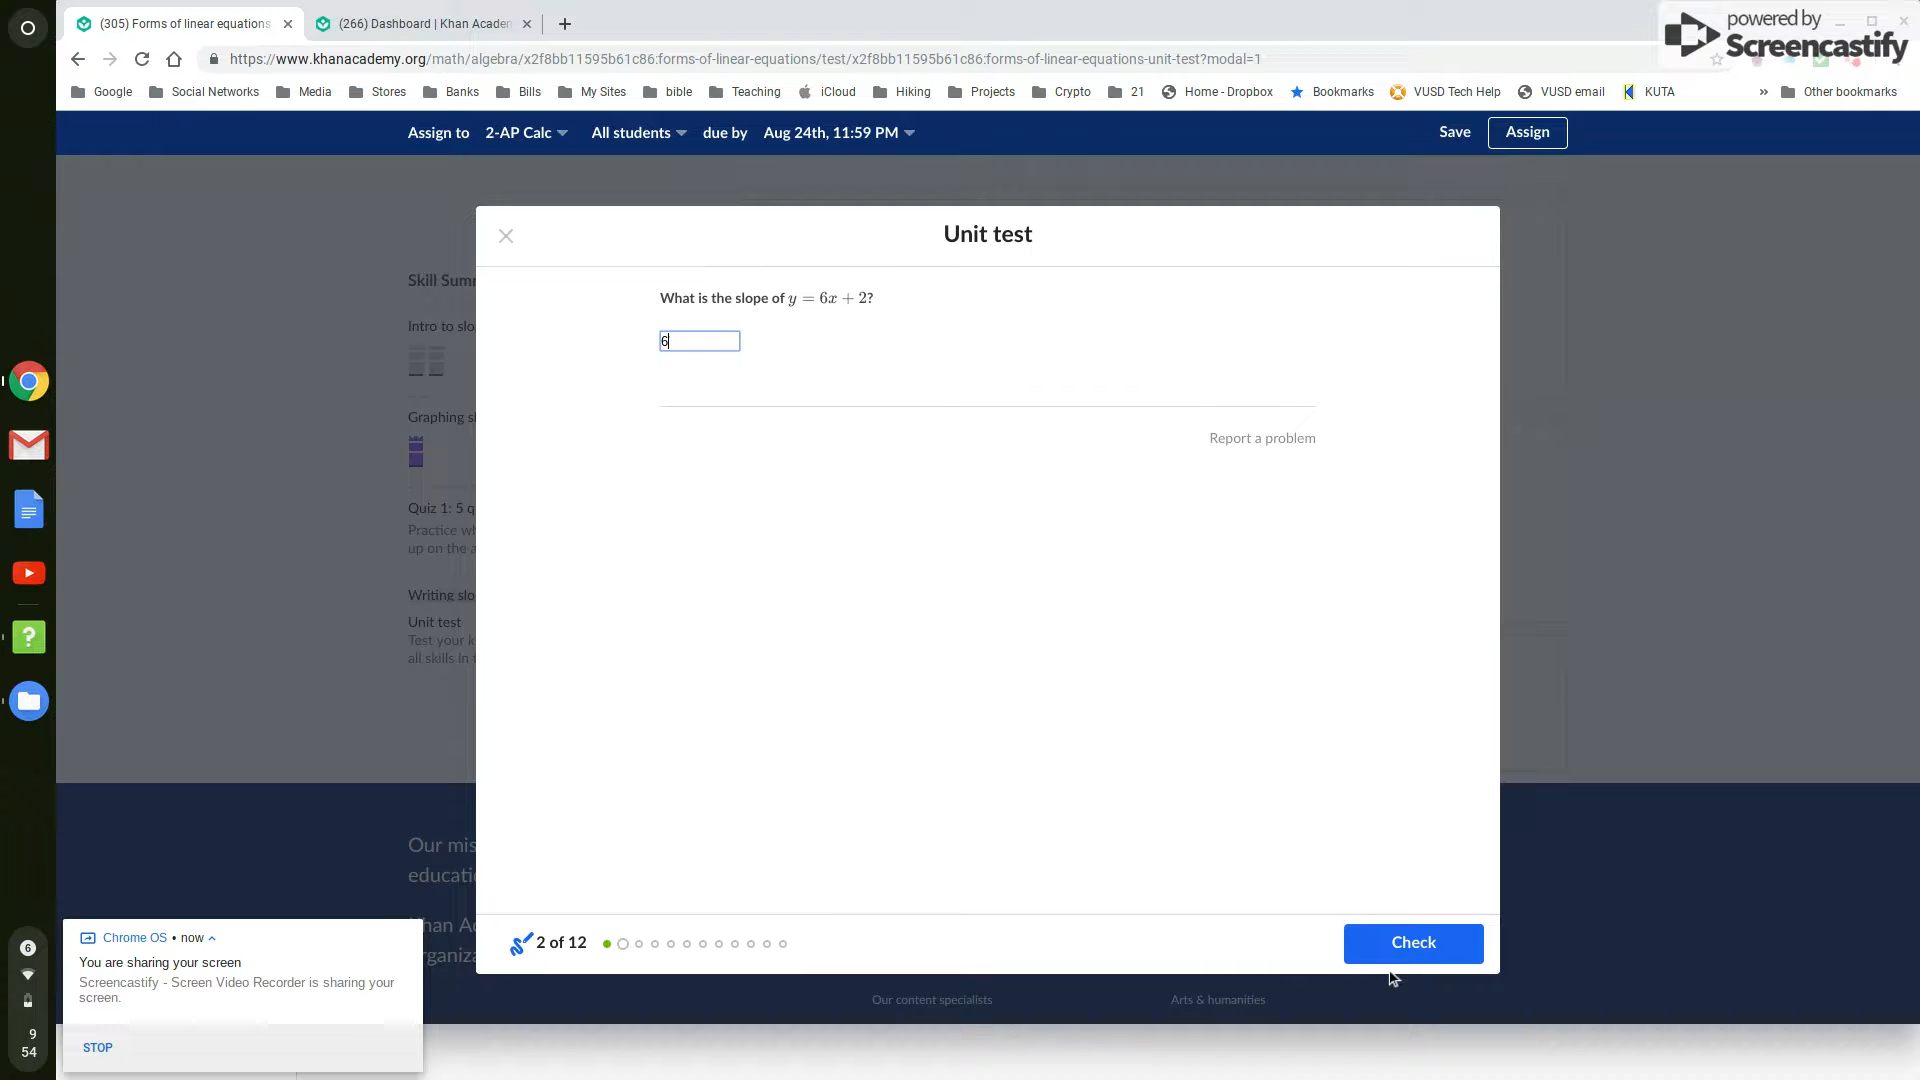 (305) Forms of linear equations
(266) Dashboard | Khan Academ
powered by
Screencastify
https://www.khanacademy.org/math/algebra/x2f8bb11595b61c86:forms-of-linear-equations/test/x2f8bb11595b61c86:forms-of-linear-equations-unit-test?modal=1
Google Social Networks Media Stores Banks Bills My Sites bible Teaching iCloud Hiking Projects Crypto 21 Home - Dropbox Bookmarks VUSD Tech Help VUSD email KUTA » Other bookmarks
Assign to 2-AP Calc All students due by Aug 24th, 11:59 PM Save Assign
Unit test
Skill Summ
What is the slope of y = 6x + 2?
Intro to slo
6
Graphing sl
Report a problem
Quiz 1: 5 q
Practice wh
up on the a
Writing slo
Unit test
Test your k
all skills in t
Our mis
educati
Khan Ac
rganiza
2 of 12
Check
Chrome OS • now
You are sharing your screen
Screencastify - Screen Video Recorder is sharing your
screen.
STOP
Our content specialists
Arts & humanities
6
9
54